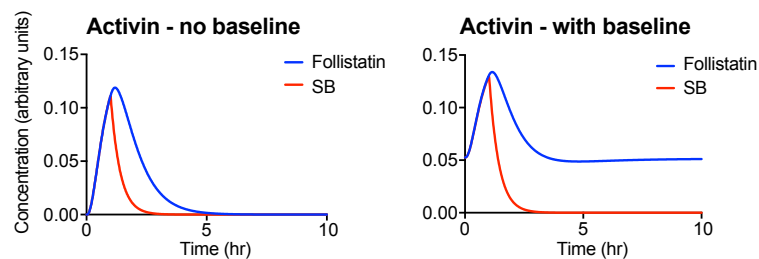 Activin - no baseline
Concentration (arbitrary units)
0.15
0.10
0.05
0.00
0
5
10
Time (hr)
Follistatin
SB
Activin - with baseline
0.15
0.10
0.05
0.00
0
5
10
Time (hr)
Follistatin
SB